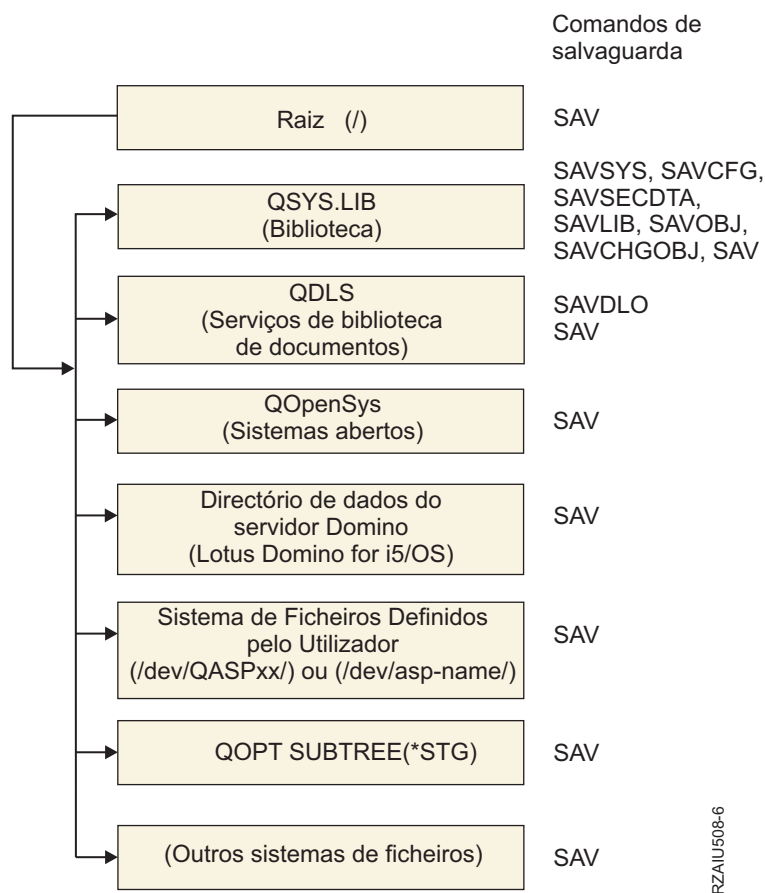 Comandos de
salvaguarda
Raiz (/)
SAV
QSYS.LIB
(Biblioteca)
SAVSYS, SAVCFG,
SAVSECDTA,
SAVLIB, SAVOBJ,
SAVCHGOBJ, SAV
QDLS
(Serviços de biblioteca
de documentos)
SAVDLO
SAV
QOpenSys
(Sistemas abertos)
SAV
Directório de dados do
servidor Domino
(Lotus Domino for i5/OS)
SAV
Sistema de Ficheiros Definidos
pelo Utilizador
(/dev/QASPxx/) ou (/dev/asp-name/)
SAV
QOPT SUBTREE(*STG)
SAV
(Outros sistemas de ficheiros)
SAV
RZAIU508-6